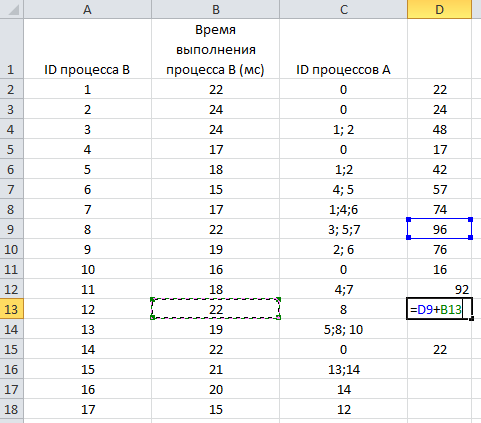 A B C D
1 ID процесса B Время выполнения процесса B (мс) ID процессов A
2 1 22 0 22
3 2 24 0 24
4 3 24 1; 2 48
5 4 17 0 17
6 5 18 1;2 42
7 6 15 4; 5 57
8 7 17 1;4;6 74
9 8 22 3; 5;7 96
10 9 19 2; 6 76
11 10 16 0 16
12 11 18 4;7 92
13 12 22 8 =D9+B13
14 13 19 5;8; 10
15 14 22 0 22
16 15 21 13;14
17 16 20 14
18 17 15 12